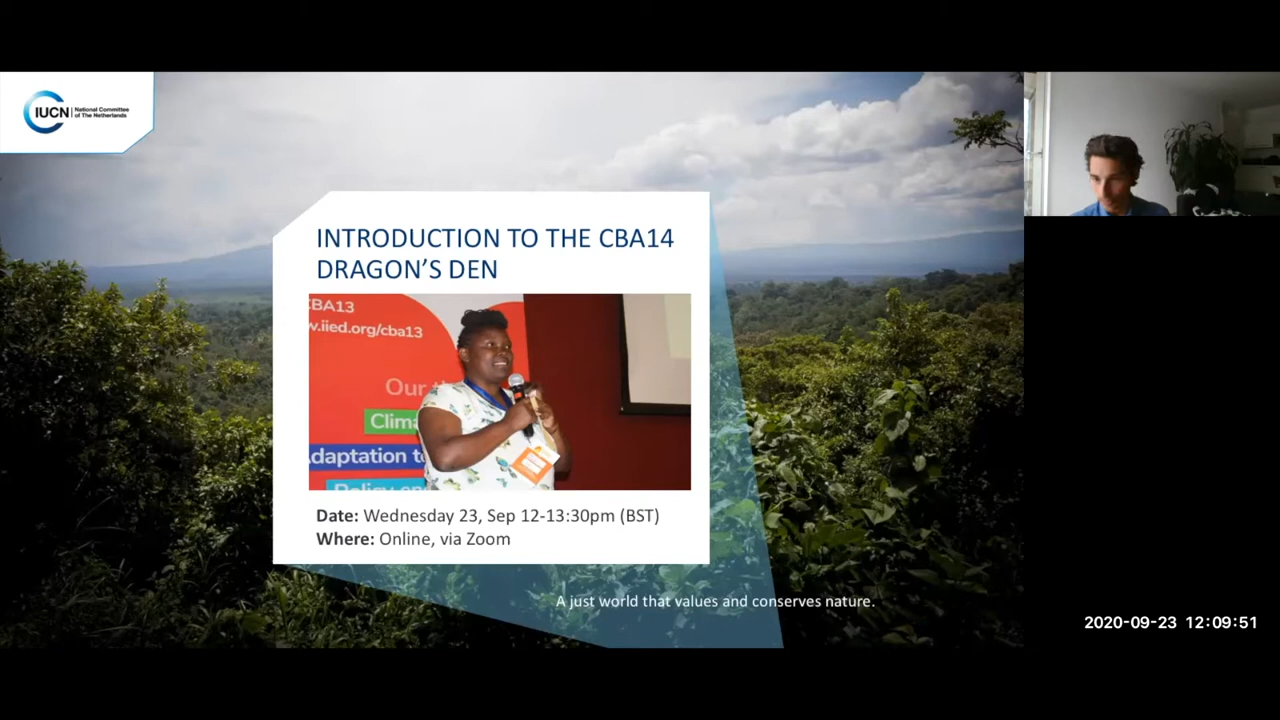 IUCN
National Committee
of The Netherlands
INTRODUCTION TO THE CBA14
DRAGON'S DEN
CBA13
w.iied.org/cba13
Our
Clima
Adaptation t
Policy
Date: Wednesday 23, Sep 12-13:30pm (BST)
Where: Online, via Zoom
A just world that values and conserves nature.
2020-09-23 12:09:51